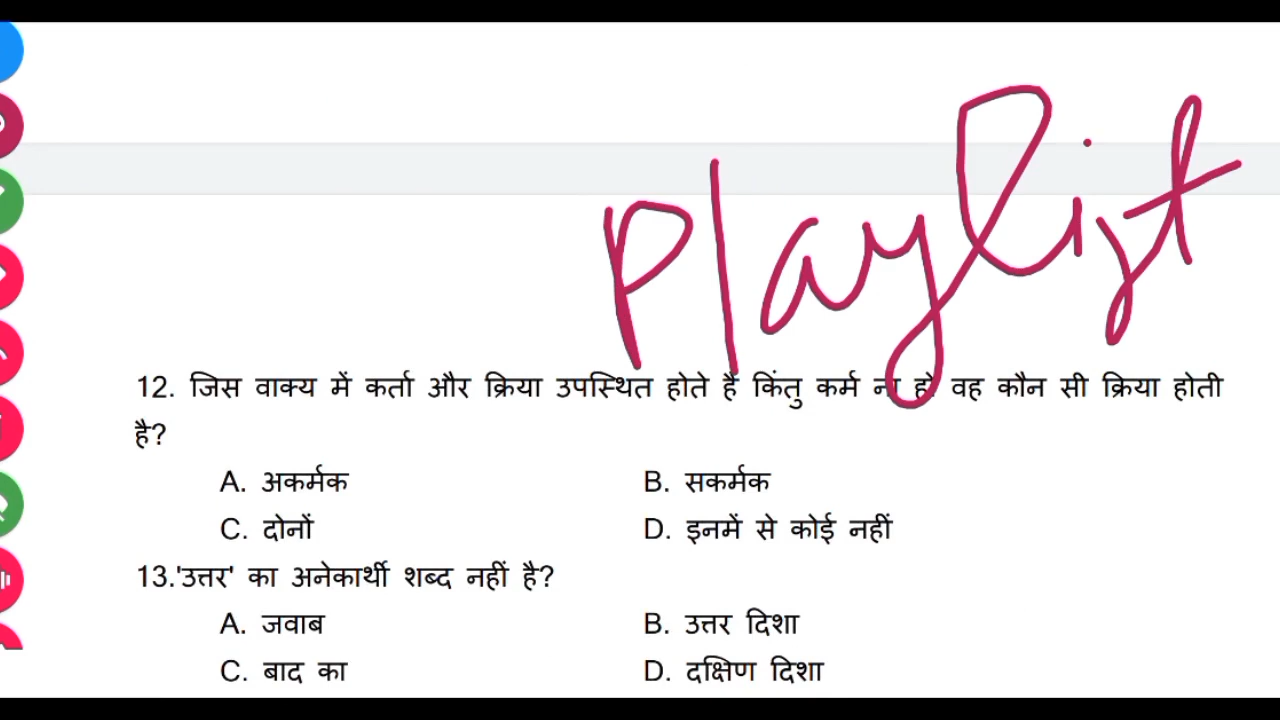 Playlist
12. जिस वाक्य में कर्ता और क्रिया उपस्थित होते हैं किंतु कर्म ना हो वह कौन सी क्रिया होती
है?
A. अकर्मक B. सकर्मक
C. दोनों D. इनमें से कोई नहीं
13.'उत्तर' का अनेकार्थी शब्द नहीं है?
A. जवाब B. उत्तर दिशा
C. बाद का D. दक्षिण दिशा